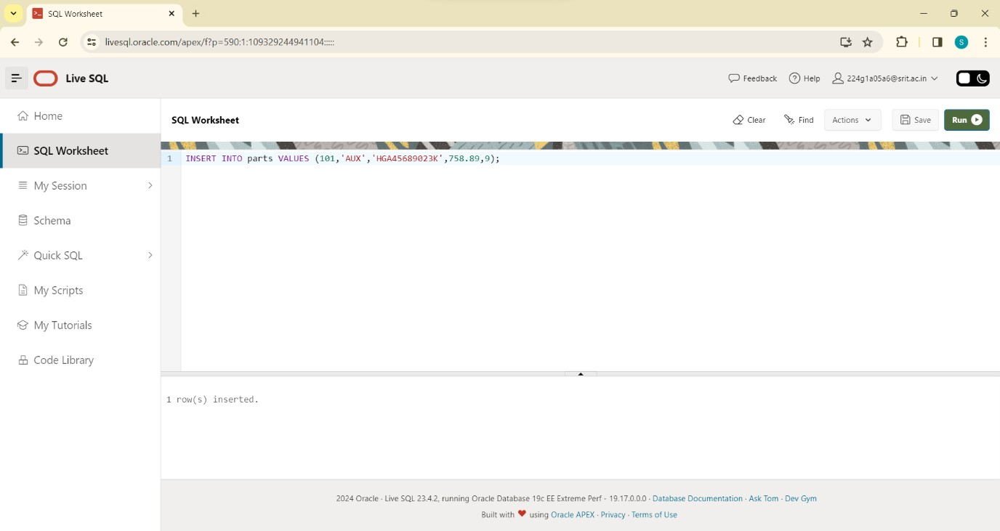 SQL Worksheet
livesql.oracle.com/apex/f?p=590:1:109329244941104:::::
S
Live SQL
Feedback
Help
224g1a05a6@srit.ac.in
Home
SQL Worksheet
My Session
Schema
Quick SQL
My Scripts
My Tutorials
Code Library
SQL Worksheet
Clear
Find
Actions
Save
Run
1 INSERT INTO parts VALUES (101,'AUX','HGA45689023K',758.89,9);
1 row(s) inserted.
2024 Oracle · Live SQL 23.4.2, running Oracle Database 19c EE Extreme Perf - 19.17.0.0.0 · Database Documentation · Ask Tom · Dev Gym
Built with ❤ using Oracle APEX · Privacy · Terms of Use